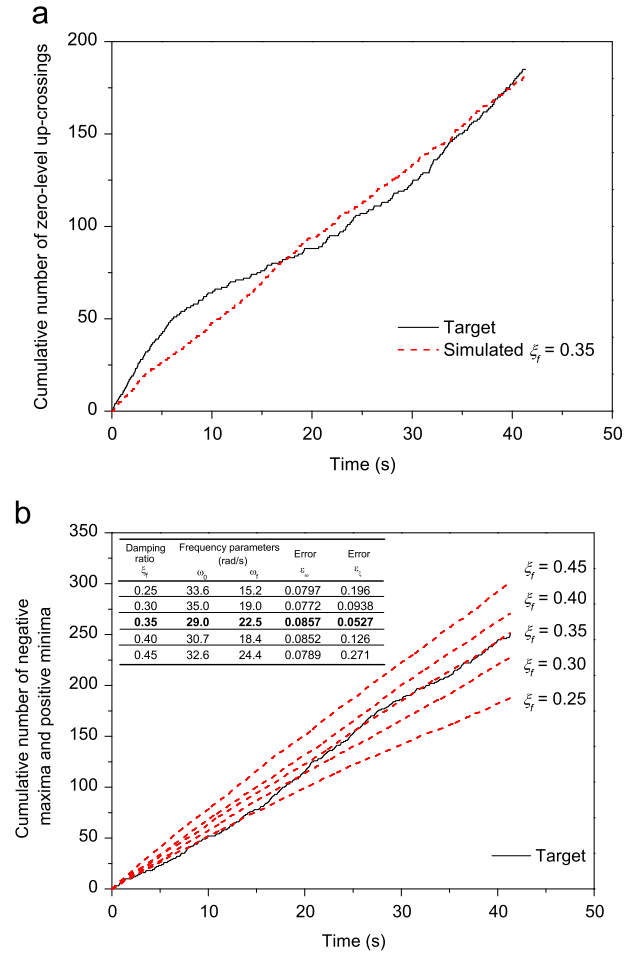 a
200
150
100
50
0
Cumulative number of zero-level up-crossings
Target
Simulated ξf = 0.35
0 10 20 30 40 50
Time (s)
b
350
300
250
200
150
100
50
0
Cumulative number of negative
maxima and positive minima
Damping ratio ξf | Frequency parameters (rad/s) ω0 | ωf | Error εω | Error εξ
0.25 33.6 15.2 0.0797 0.196
0.30 35.0 19.0 0.0772 0.0938
0.35 29.0 22.5 0.0857 0.0527
0.40 30.7 18.4 0.0852 0.126
0.45 32.6 24.4 0.0789 0.271
ξf = 0.45
ξf = 0.40
ξf = 0.35
ξf = 0.30
ξf = 0.25
Target
0 10 20 30 40 50
Time (s)